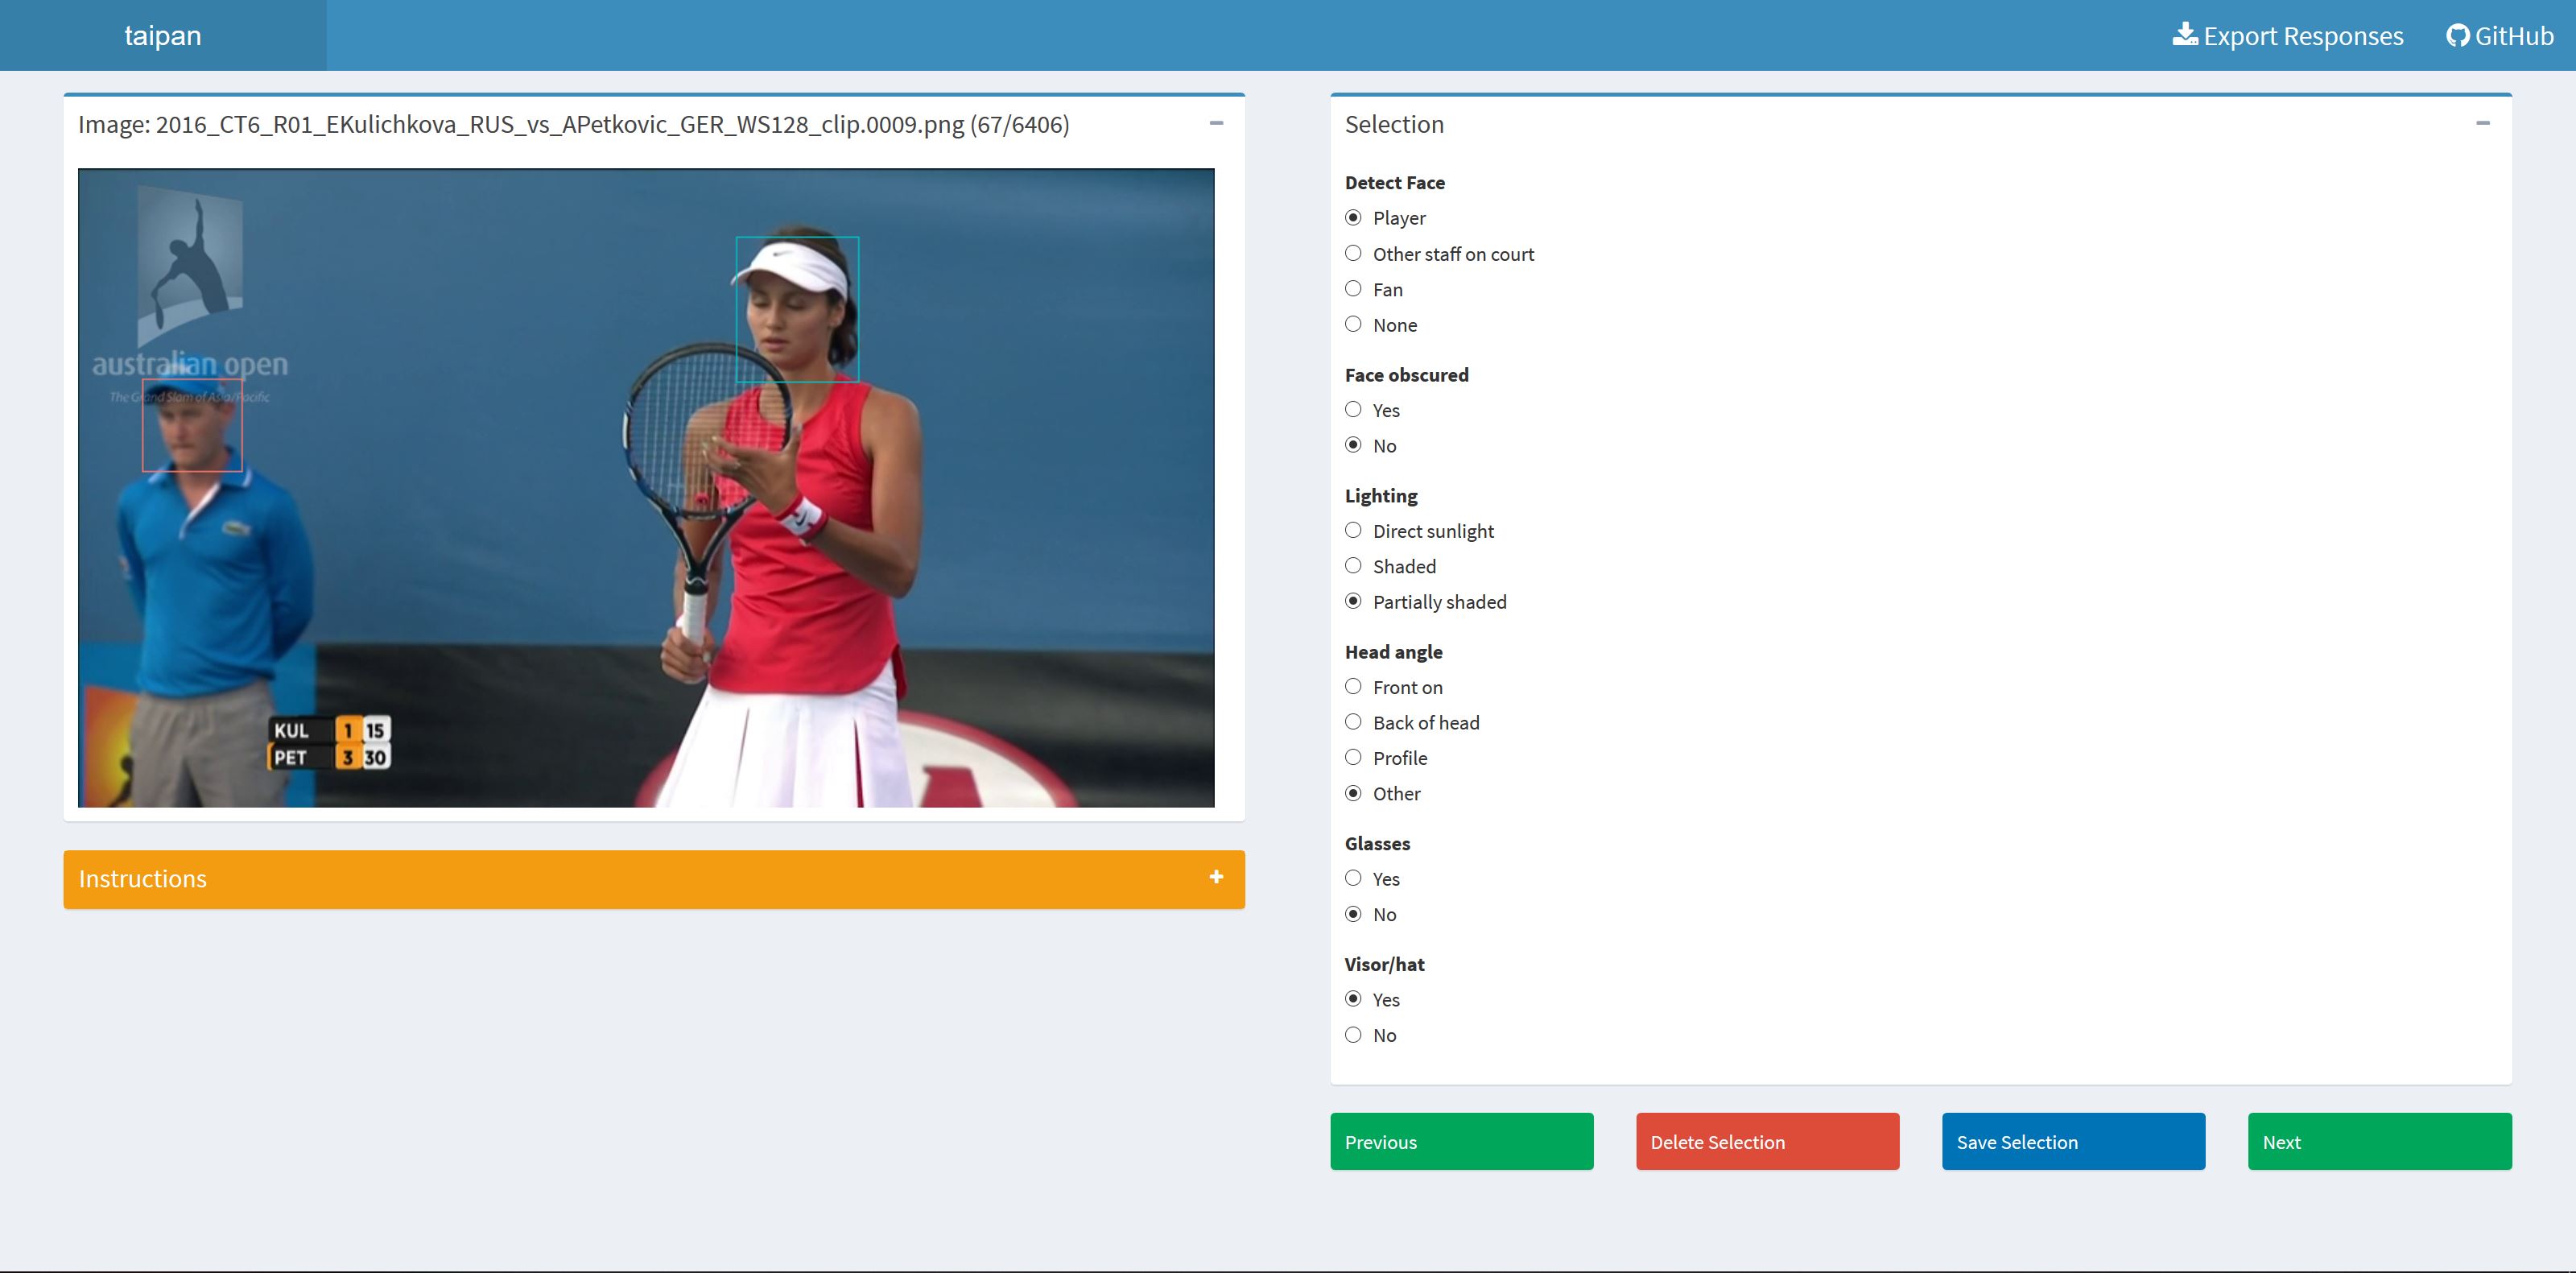 taipan
Export Responses
GitHub
Image: 2016_CT6_R01_EKulichkova_RUS_vs_APetkovic_GER_WS128_clip.0009.png (67/6406)
australian open
The Grand Slam of Asia/Pacific
KUL 1 15
PET 3 30
Instructions
Selection
Detect Face
Player
Other staff on court
Fan
None
Face obscured
Yes
No
Lighting
Direct sunlight
Shaded
Partially shaded
Head angle
Front on
Back of head
Profile
Other
Glasses
Yes
No
Visor/hat
Yes
No
Previous
Delete Selection
Save Selection
Next